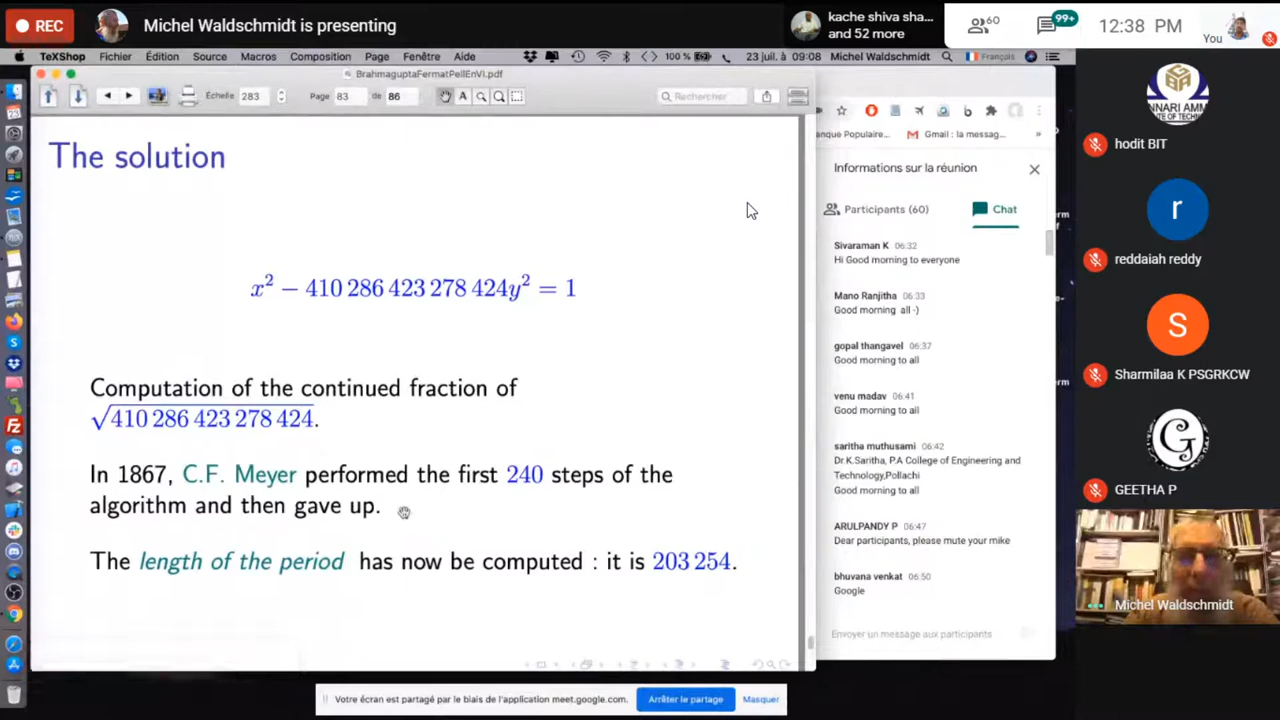 REC
Michel Waldschmidt is presenting
kache shiva sha...
and 52 more
60
99+
12:38 PM
You
TeXShop Fichier Édition Source Macros Composition Page Fenêtre Aide
100 % 23 juil. à 09:08 Michel Waldschmidt
Français
BrahmaguptaFermatPellEnVI.pdf
Échelle 283 Page 83 de 86
Rechercher
The solution
x² − 410 286 423 278 424y² = 1
Computation of the continued fraction of
√410 286 423 278 424.
In 1867, C.F. Meyer performed the first 240 steps of the
algorithm and then gave up.
The length of the period has now be computed : it is 203 254.
anque Populaire... Gmail : la messag...
Informations sur la réunion
Participants (60) Chat
Sivaraman K 06:32
Hi Good morning to everyone
Mano Ranjitha 06:33
Good morning all -)
gopal thangavel 06:37
Good morning to all
venu madav 06:41
Good morning to all
saritha muthusami 06:42
Dr.K.Saritha, P.A College of Engineering and
Technology,Pollachi
Good morning to all
ARULPANDY P 06:47
Dear participants, please mute your mike
bhuvana venkat 06:50
Google
Envoyer un message aux participants
NNARI AMM
hodit BIT
r
reddaiah reddy
S
Sharmilaa K PSGRKCW
G
GEETHA P
Michel Waldschmidt
Votre écran est partagé par le biais de l'application meet.google.com.
Arrêter le partage
Masquer